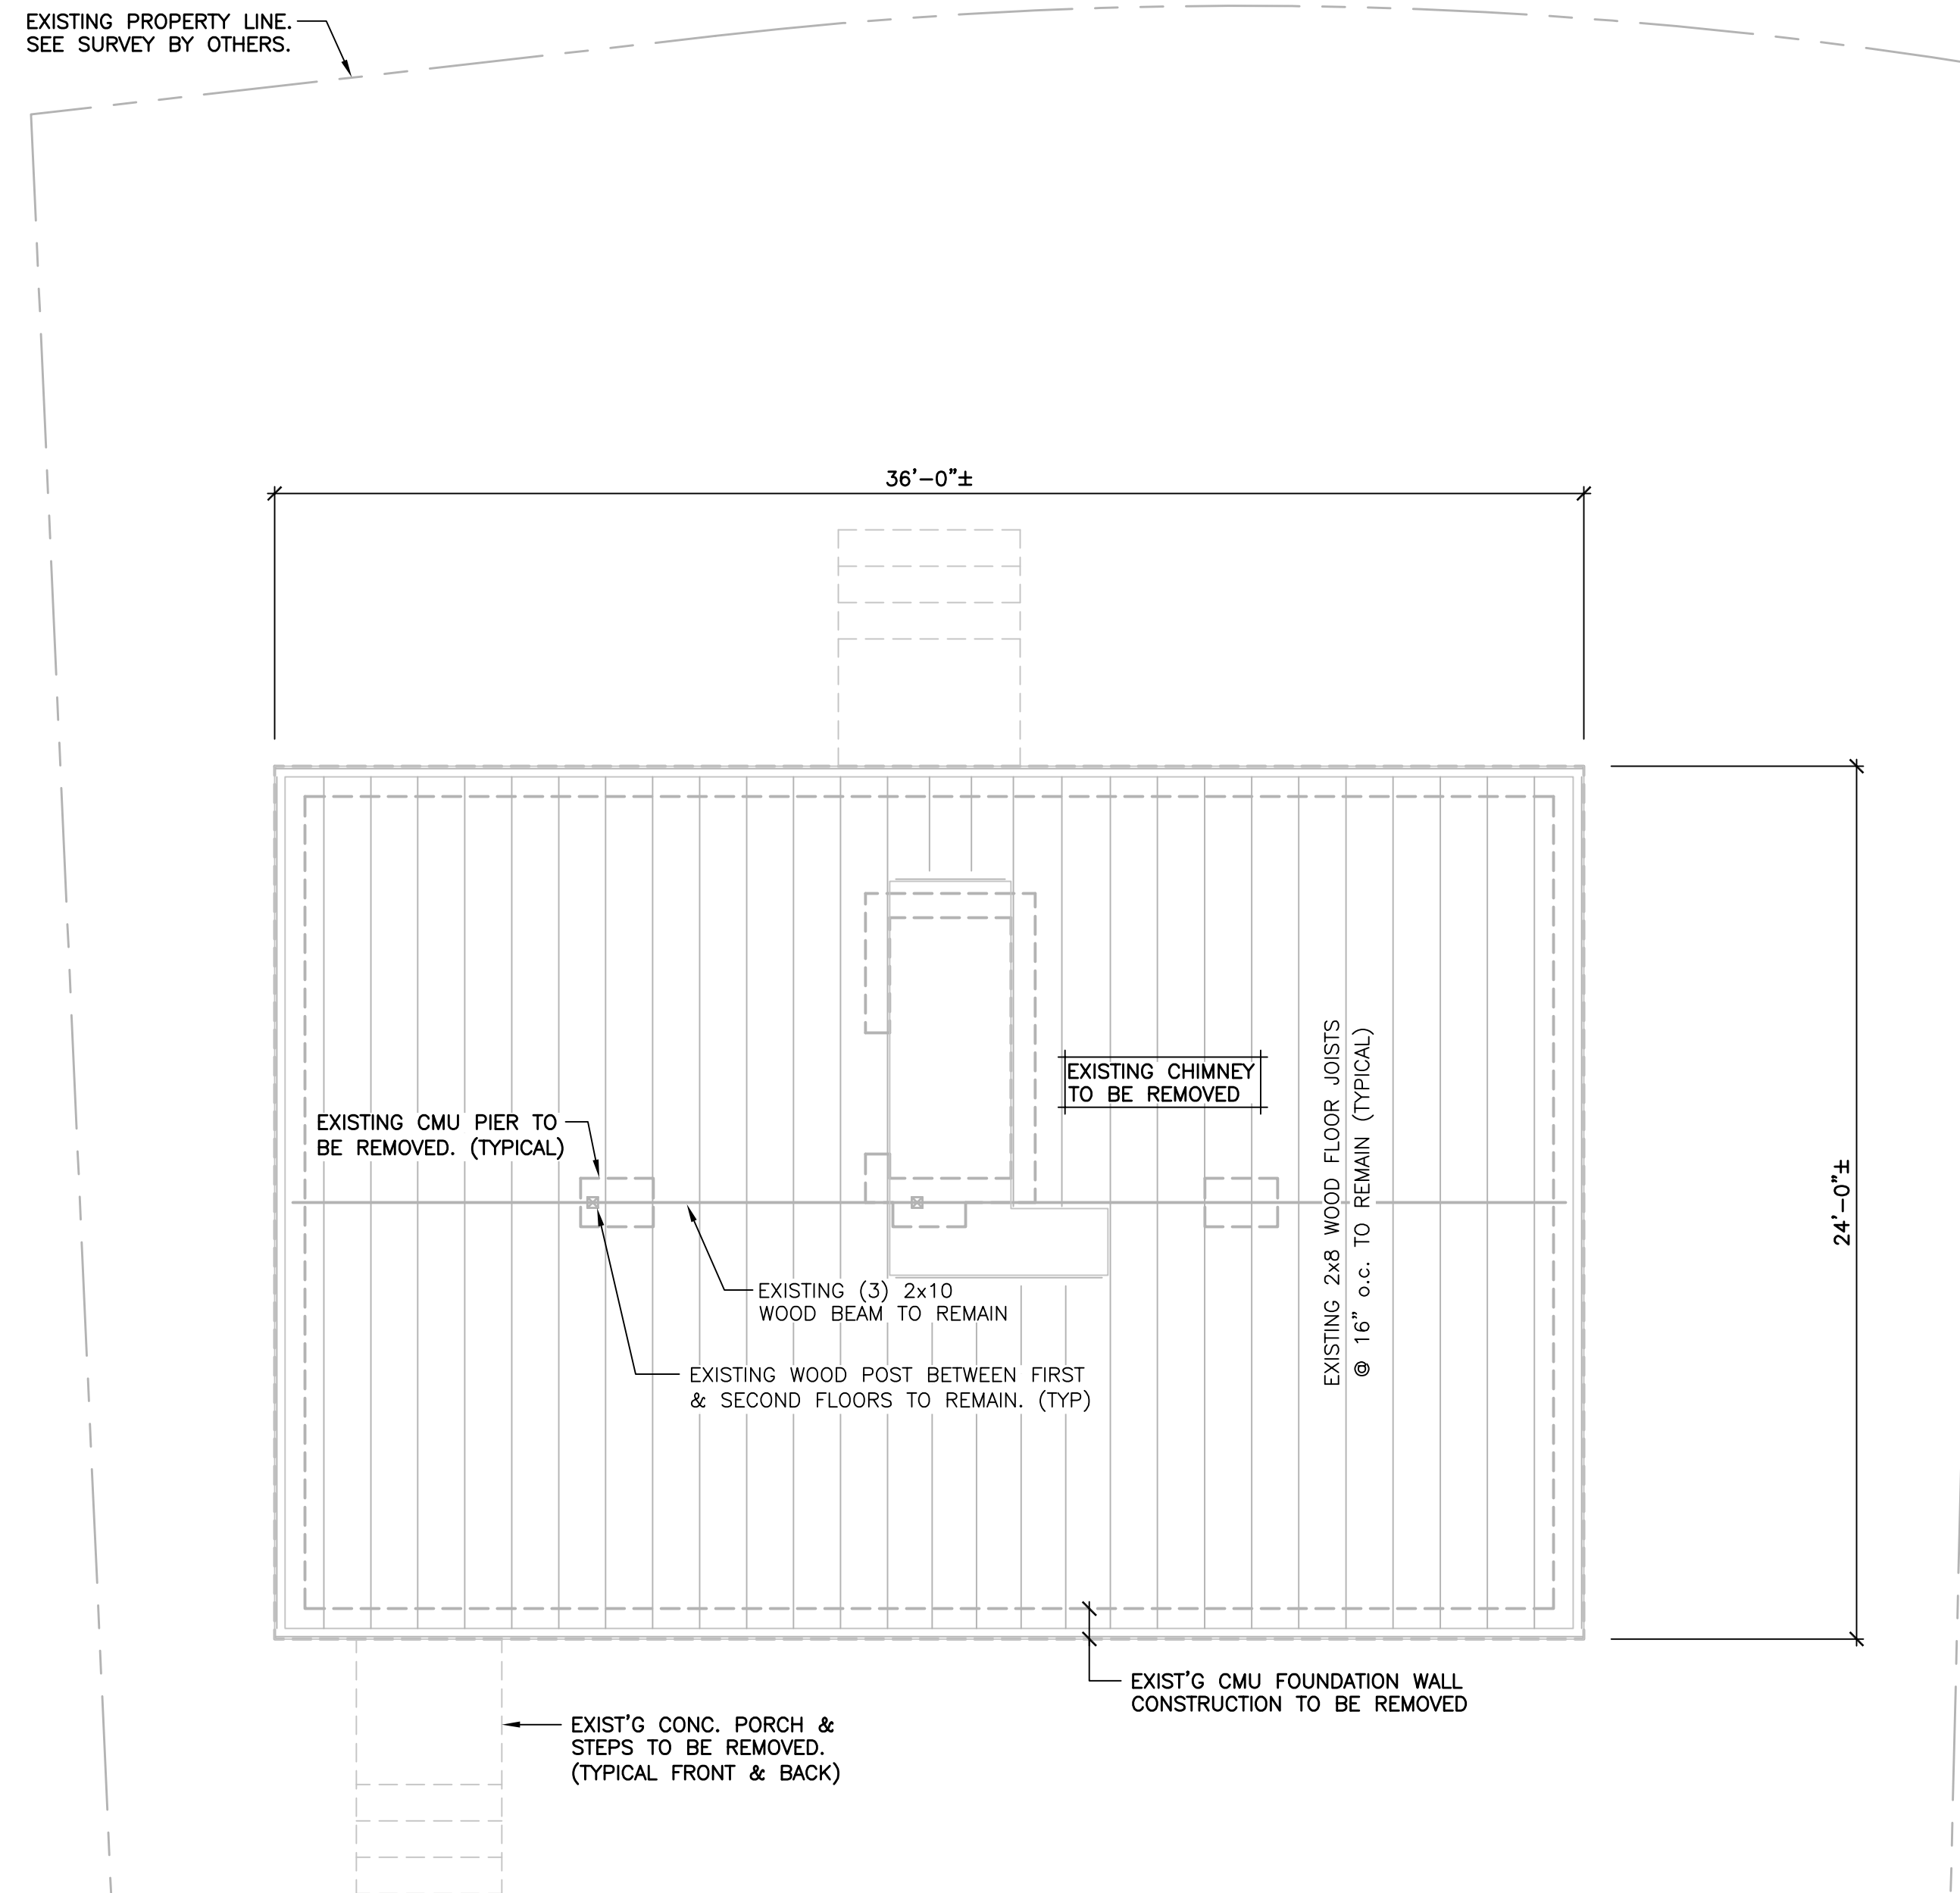 EXISTING PROPERTY LINE.
SEE SURVEY BY OTHERS.
36'-0"±
EXISTING CHIMNEY
TO BE REMOVED
EXISTING CMU PIER TO
BE REMOVED. (TYPICAL)
EXISTING 2x8 WOOD FLOOR JOISTS
@ 16" o.c. TO REMAIN (TYPICAL)
24'-0"±
EXISTING (3) 2x10
WOOD BEAM TO REMAIN
EXISTING WOOD POST BETWEEN FIRST
& SECOND FLOORS TO REMAIN. (TYP)
EXIST'G CMU FOUNDATION WALL
CONSTRUCTION TO BE REMOVED
EXIST'G CONC. PORCH &
STEPS TO BE REMOVED.
(TYPICAL FRONT & BACK)